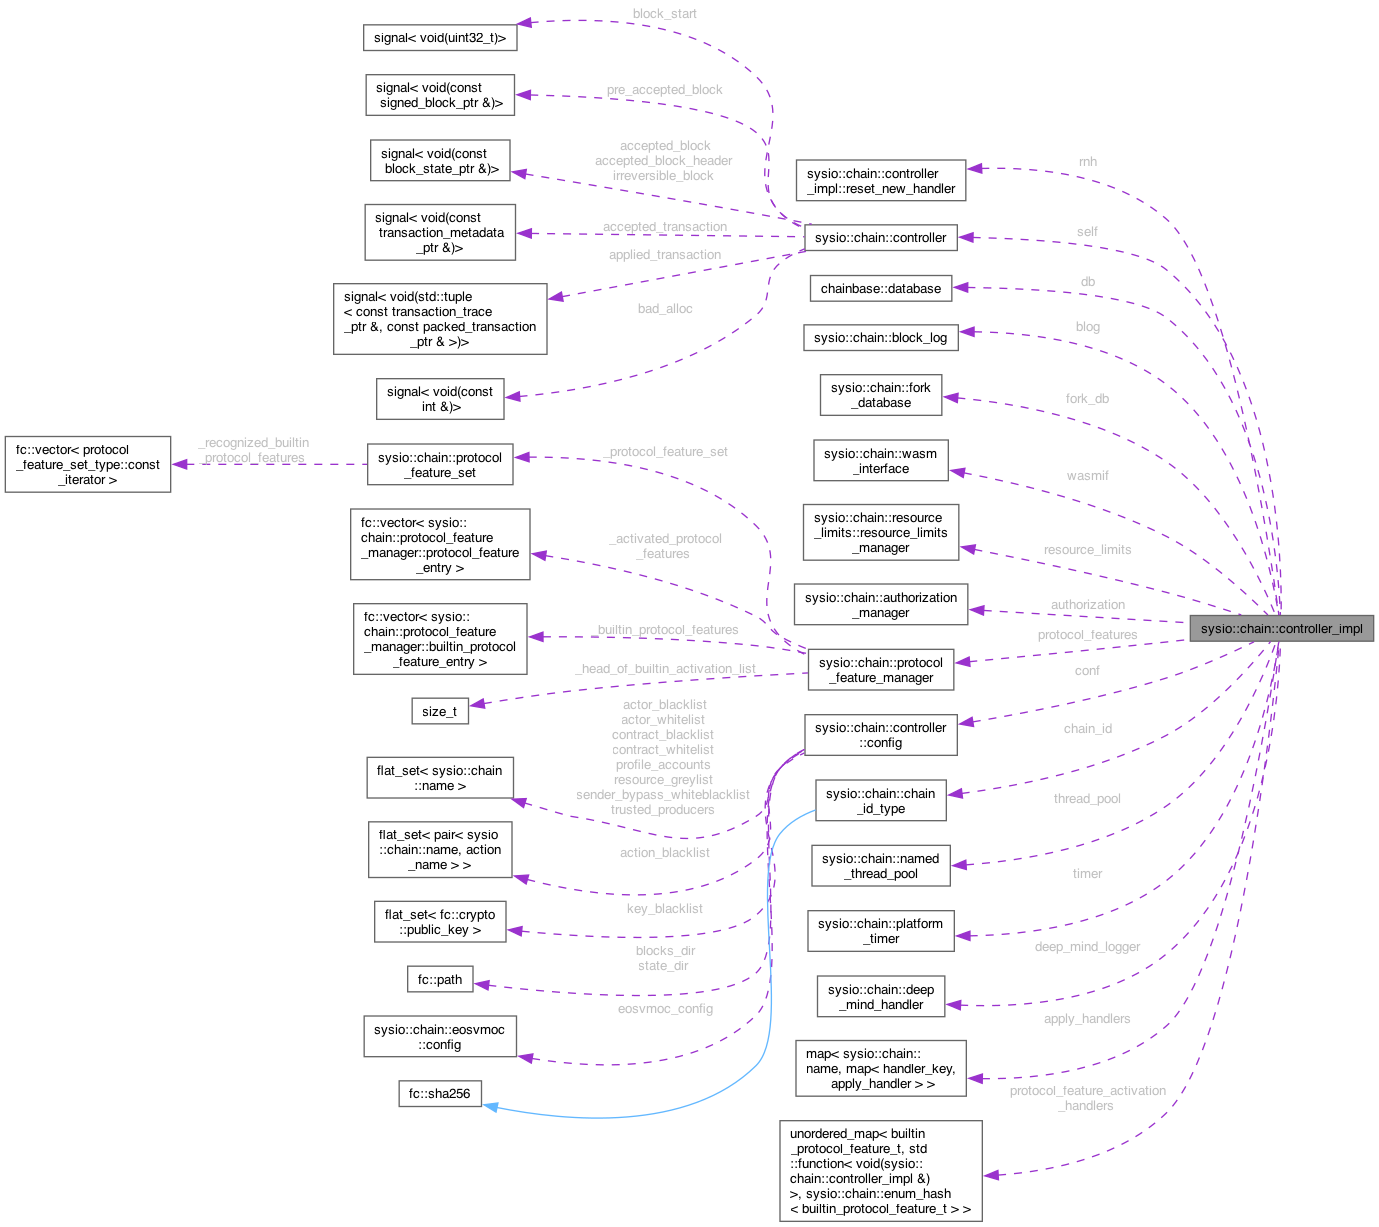 block_start
signal< void(uint32_t)>
signal< void(const
signed_block_ptr &)>
pre_accepted_block
signal< void(const
block_state_ptr &)>
accepted_block
accepted_block_header
irreversible_block
signal< void(const
transaction_metadata
_ptr &)>
accepted_transaction
signal< void(std::tuple
< const transaction_trace
_ptr &, const packed_transaction
_ptr & >)>
applied_transaction
signal< void(const
int &)>
bad_alloc
fc::vector< protocol
_feature_set_type::const
_iterator >
_recognized_builtin
_protocol_features
sysio::chain::protocol
_feature_set
_protocol_feature_set
fc::vector< sysio::
chain::protocol_feature
_manager::protocol_feature
_entry >
_activated_protocol
_features
fc::vector< sysio::
chain::protocol_feature
_manager::builtin_protocol
_feature_entry >
builtin_protocol_features
size_t
_head_of_builtin_activation_list
flat_set< sysio::chain
::name >
actor_blacklist
actor_whitelist
contract_blacklist
contract_whitelist
profile_accounts
resource_greylist
sender_bypass_whiteblacklist
trusted_producers
flat_set< pair< sysio
::chain::name, action
_name > >
action_blacklist
flat_set< fc::crypto
::public_key >
key_blacklist
fc::path
blocks_dir
state_dir
sysio::chain::eosvmoc
::config
eosvmoc_config
fc::sha256
sysio::chain::controller
_impl::reset_new_handler
rnh
sysio::chain::controller
self
chainbase::database
db
sysio::chain::block_log
blog
sysio::chain::fork
_database
fork_db
sysio::chain::wasm
_interface
wasmif
sysio::chain::resource
_limits::resource_limits
_manager
resource_limits
sysio::chain::authorization
_manager
authorization
sysio::chain::protocol
_feature_manager
protocol_features
sysio::chain::controller_impl
sysio::chain::controller
::config
conf
sysio::chain::chain
_id_type
chain_id
sysio::chain::named
_thread_pool
thread_pool
sysio::chain::platform
_timer
timer
sysio::chain::deep
_mind_handler
deep_mind_logger
map< sysio::chain::
name, map< handler_key,
apply_handler > >
apply_handlers
unordered_map< builtin
_protocol_feature_t, std
::function< void(sysio::
chain::controller_impl &)
>, sysio::chain::enum_hash
< builtin_protocol_feature_t > >
protocol_feature_activation
_handlers